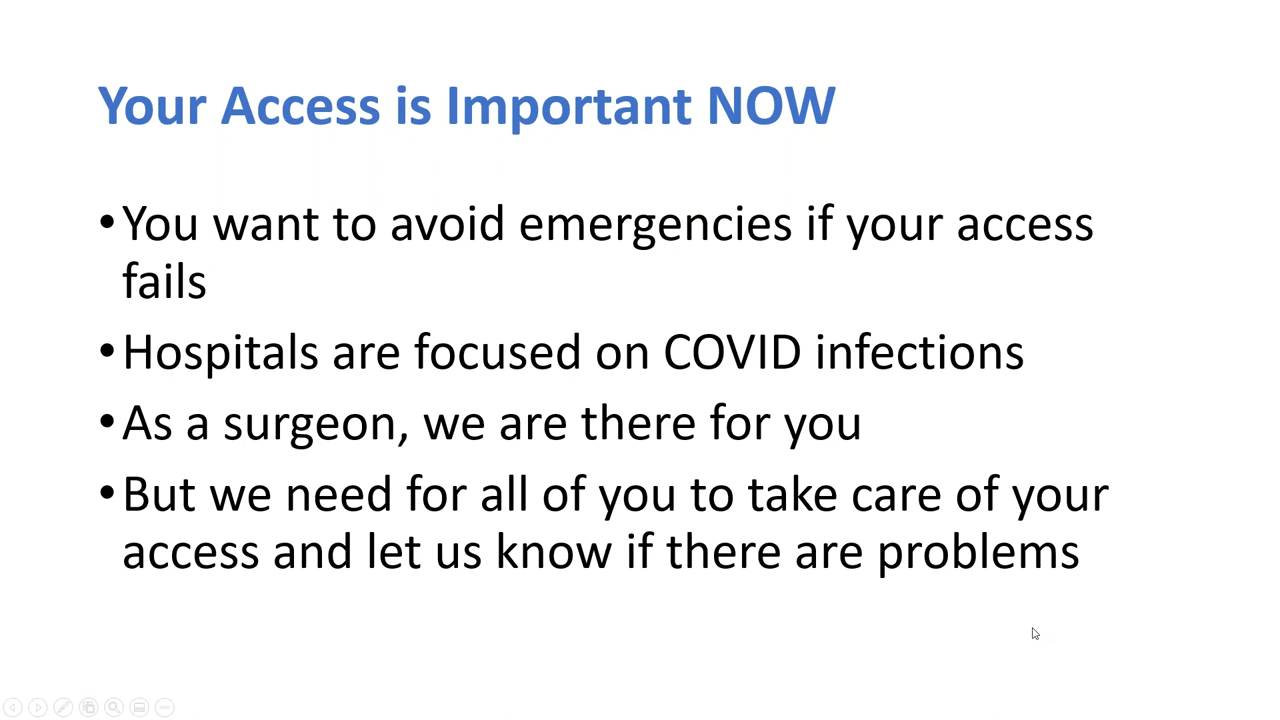 Your Access is Important NOW
•You want to avoid emergencies if your access
fails
•Hospitals are focused on COVID infections
•As a surgeon, we are there for you
•But we need for all of you to take care of your
access and let us know if there are problems